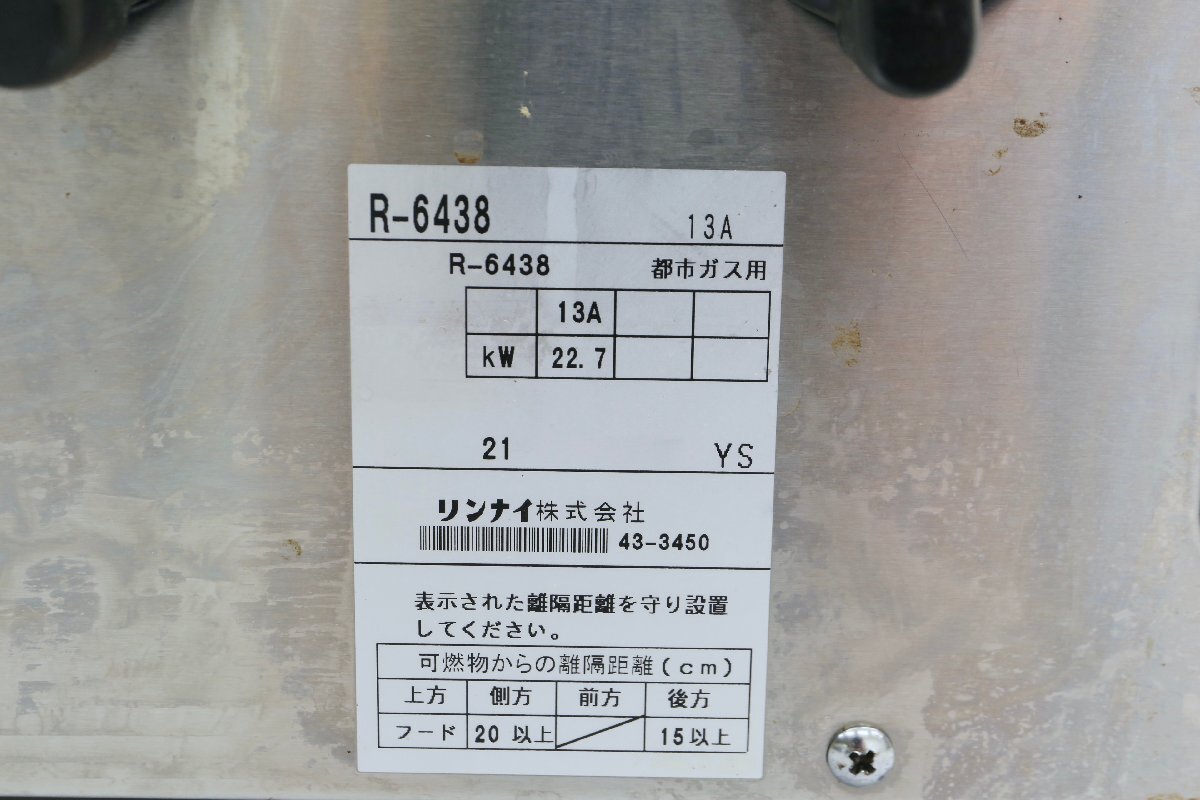 R-6438 13A
R-6438 都市ガス用
13A
kW 22.7
21 YS
リンナイ株式会社
43-3450
表示された離隔距離を守り設置
してください。
可燃物からの離隔距離(cm)
上方 側方 前方 後方
フード 20以上 15以上